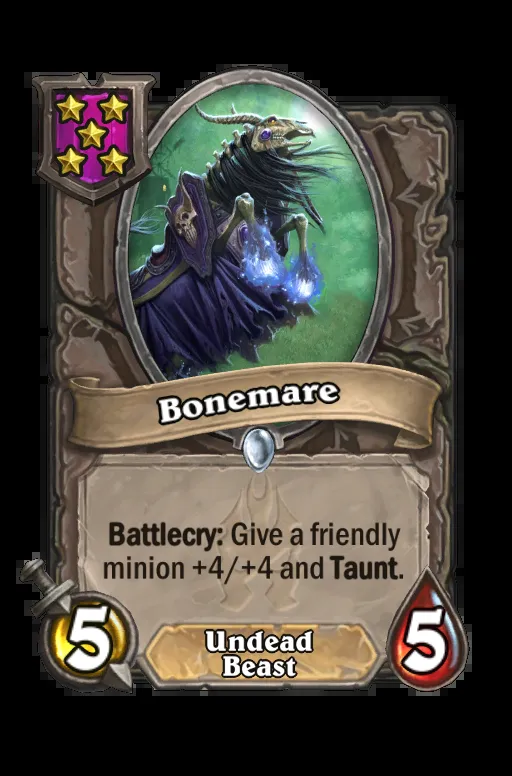 Bonemare
Battlecry: Give a friendly
minion +4/+4 and Taunt.
5
Undead
Beast
5